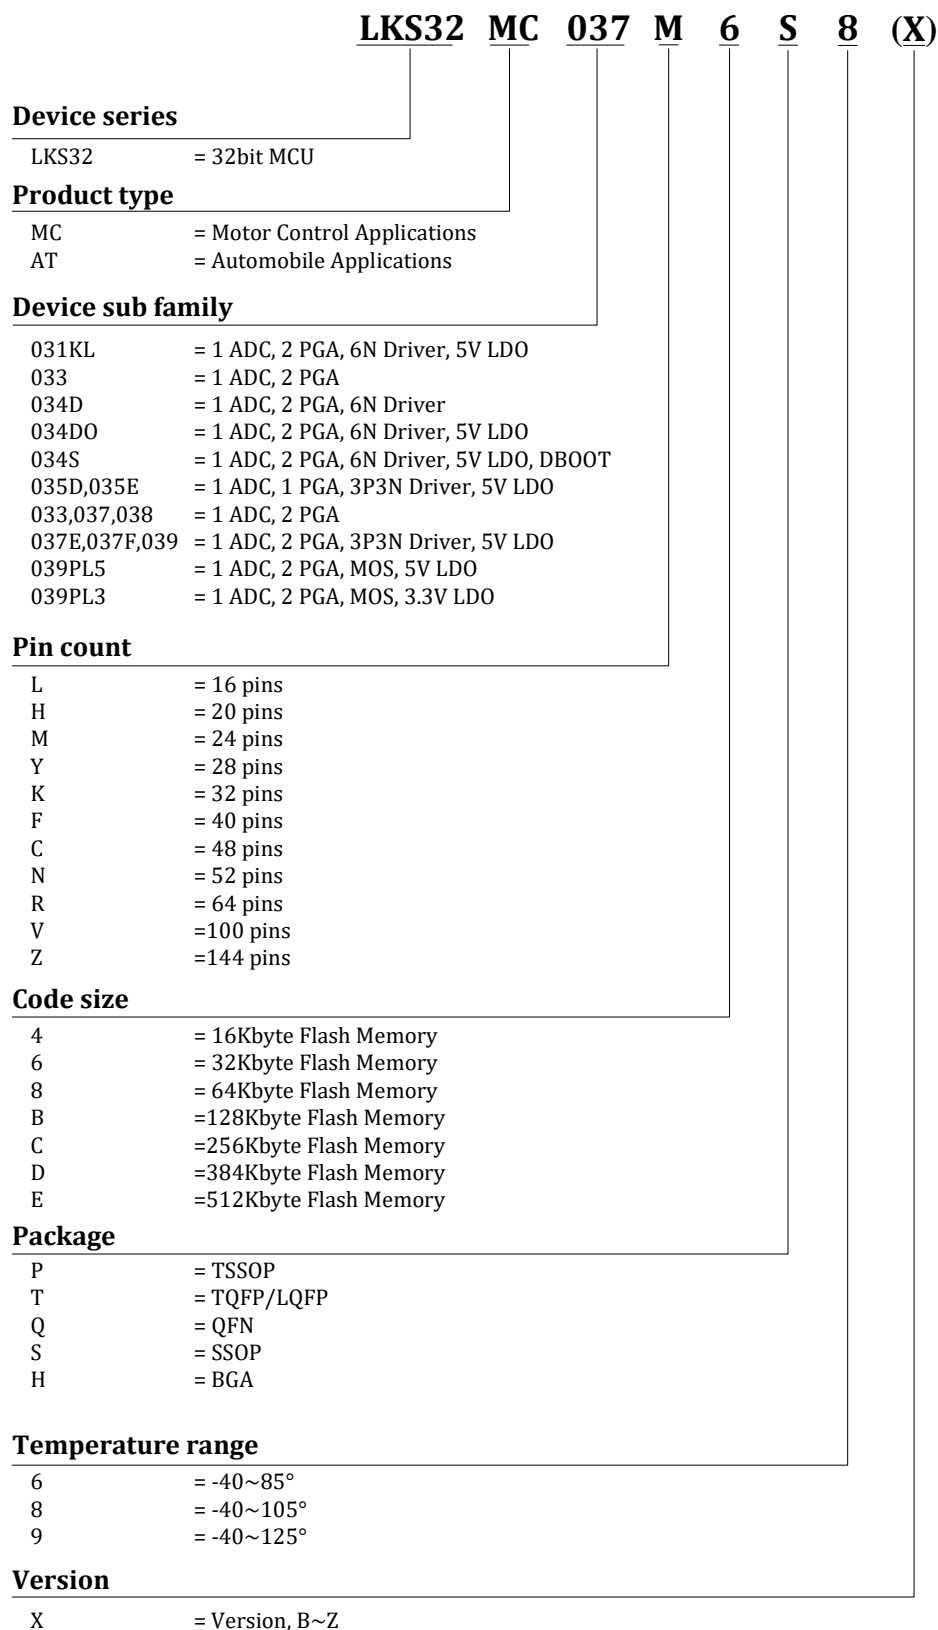 LKS32 MC 037 M 6 S 8 (X)
Device series
LKS32 = 32bit MCU
Product type
MC = Motor Control Applications
AT = Automobile Applications
Device sub family
031KL = 1 ADC, 2 PGA, 6N Driver, 5V LDO
033 = 1 ADC, 2 PGA
034D = 1 ADC, 2 PGA, 6N Driver
034DO = 1 ADC, 2 PGA, 6N Driver, 5V LDO
034S = 1 ADC, 2 PGA, 6N Driver, 5V LDO, DBOOT
035D,035E = 1 ADC, 1 PGA, 3P3N Driver, 5V LDO
033,037,038 = 1 ADC, 2 PGA
037E,037F,039 = 1 ADC, 2 PGA, 3P3N Driver, 5V LDO
039PL5 = 1 ADC, 2 PGA, MOS, 5V LDO
039PL3 = 1 ADC, 2 PGA, MOS, 3.3V LDO
Pin count
L = 16 pins
H = 20 pins
M = 24 pins
Y = 28 pins
K = 32 pins
F = 40 pins
C = 48 pins
N = 52 pins
R = 64 pins
V =100 pins
Z =144 pins
Code size
4 = 16Kbyte Flash Memory
6 = 32Kbyte Flash Memory
8 = 64Kbyte Flash Memory
B =128Kbyte Flash Memory
C =256Kbyte Flash Memory
D =384Kbyte Flash Memory
E =512Kbyte Flash Memory
Package
P = TSSOP
T = TQFP/LQFP
Q = QFN
S = SSOP
H = BGA
Temperature range
6 = -40~85°
8 = -40~105°
9 = -40~125°
Version
X = Version, B~Z